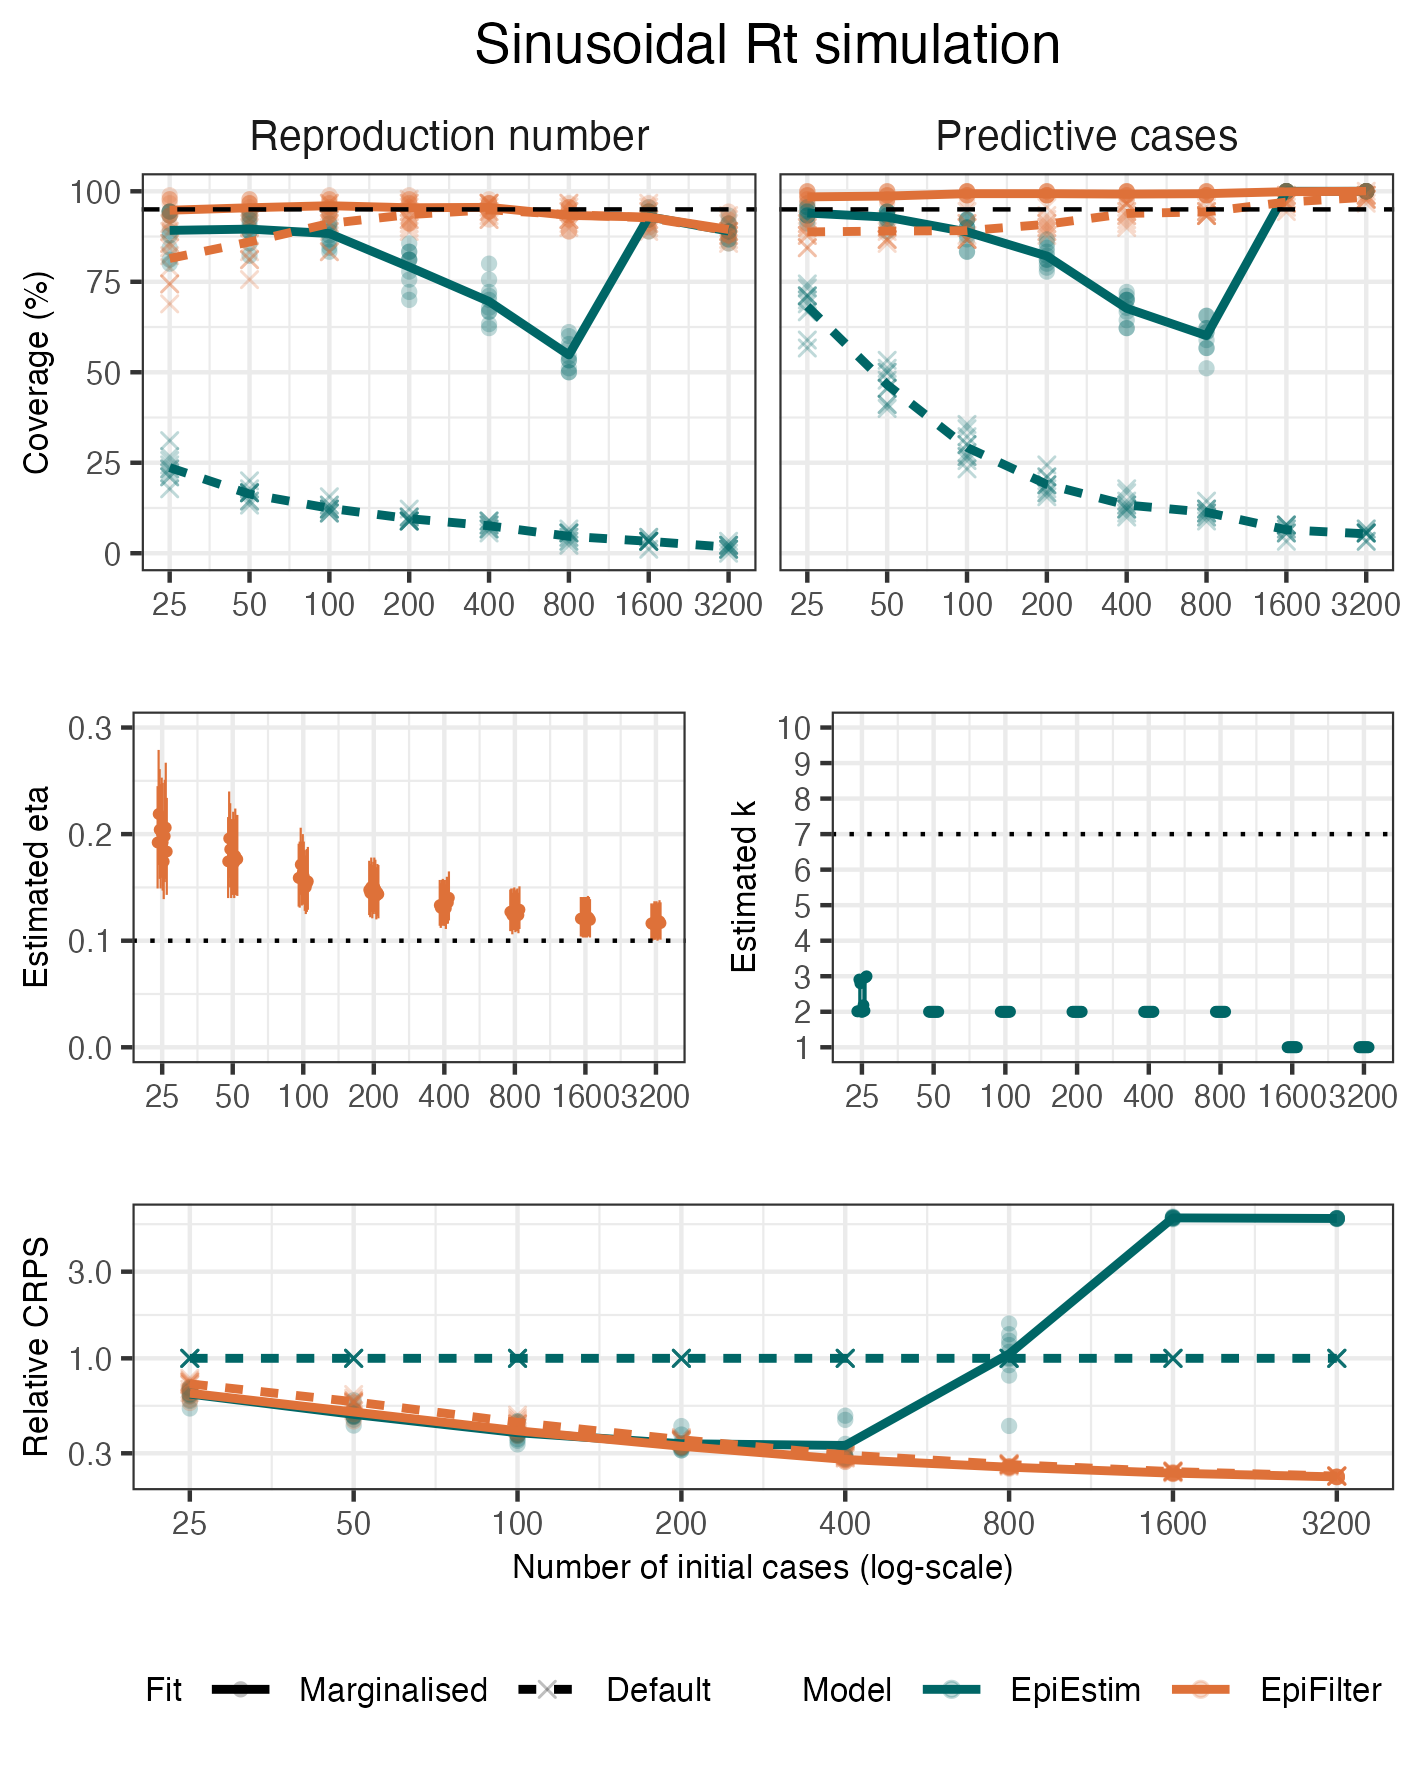 Sinusoidal Rt simulation
Reproduction number
Predictive cases
Coverage (%)
100
75
50
25
0
25 50 100 200 400 800 1600 3200
25 50 100 200 400 800 1600 3200
Estimated eta
0.3
0.2
0.1
0.0
25 50 100 200 400 800 1600 3200
Estimated k
10
9
8
7
6
5
4
3
2
1
25 50 100 200 400 800 1600 3200
Relative CRPS
3.0
1.0
0.3
25 50 100 200 400 800 1600 3200
Number of initial cases (log-scale)
Fit Marginalised Default Model EpiEstim EpiFilter